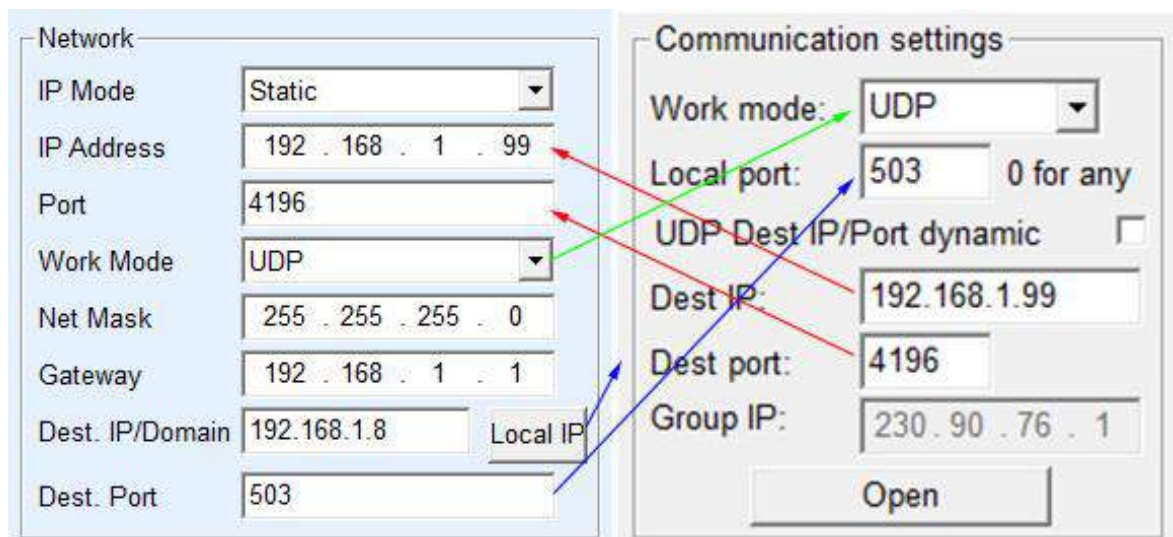 Network
IP Mode Static
IP Address 192 . 168 . 1 . 99
Port 4196
Work Mode UDP
Net Mask 255 . 255 . 255 . 0
Gateway 192 . 168 . 1 . 1
Dest. IP/Domain 192.168.1.8 Local IP
Dest. Port 503
Communication settings
Work mode: UDP
Local port: 503 0 for any
UDP Dest IP/Port dynamic
Dest IP: 192.168.1.99
Dest port: 4196
Group IP: 230 . 90 . 76 . 1
Open